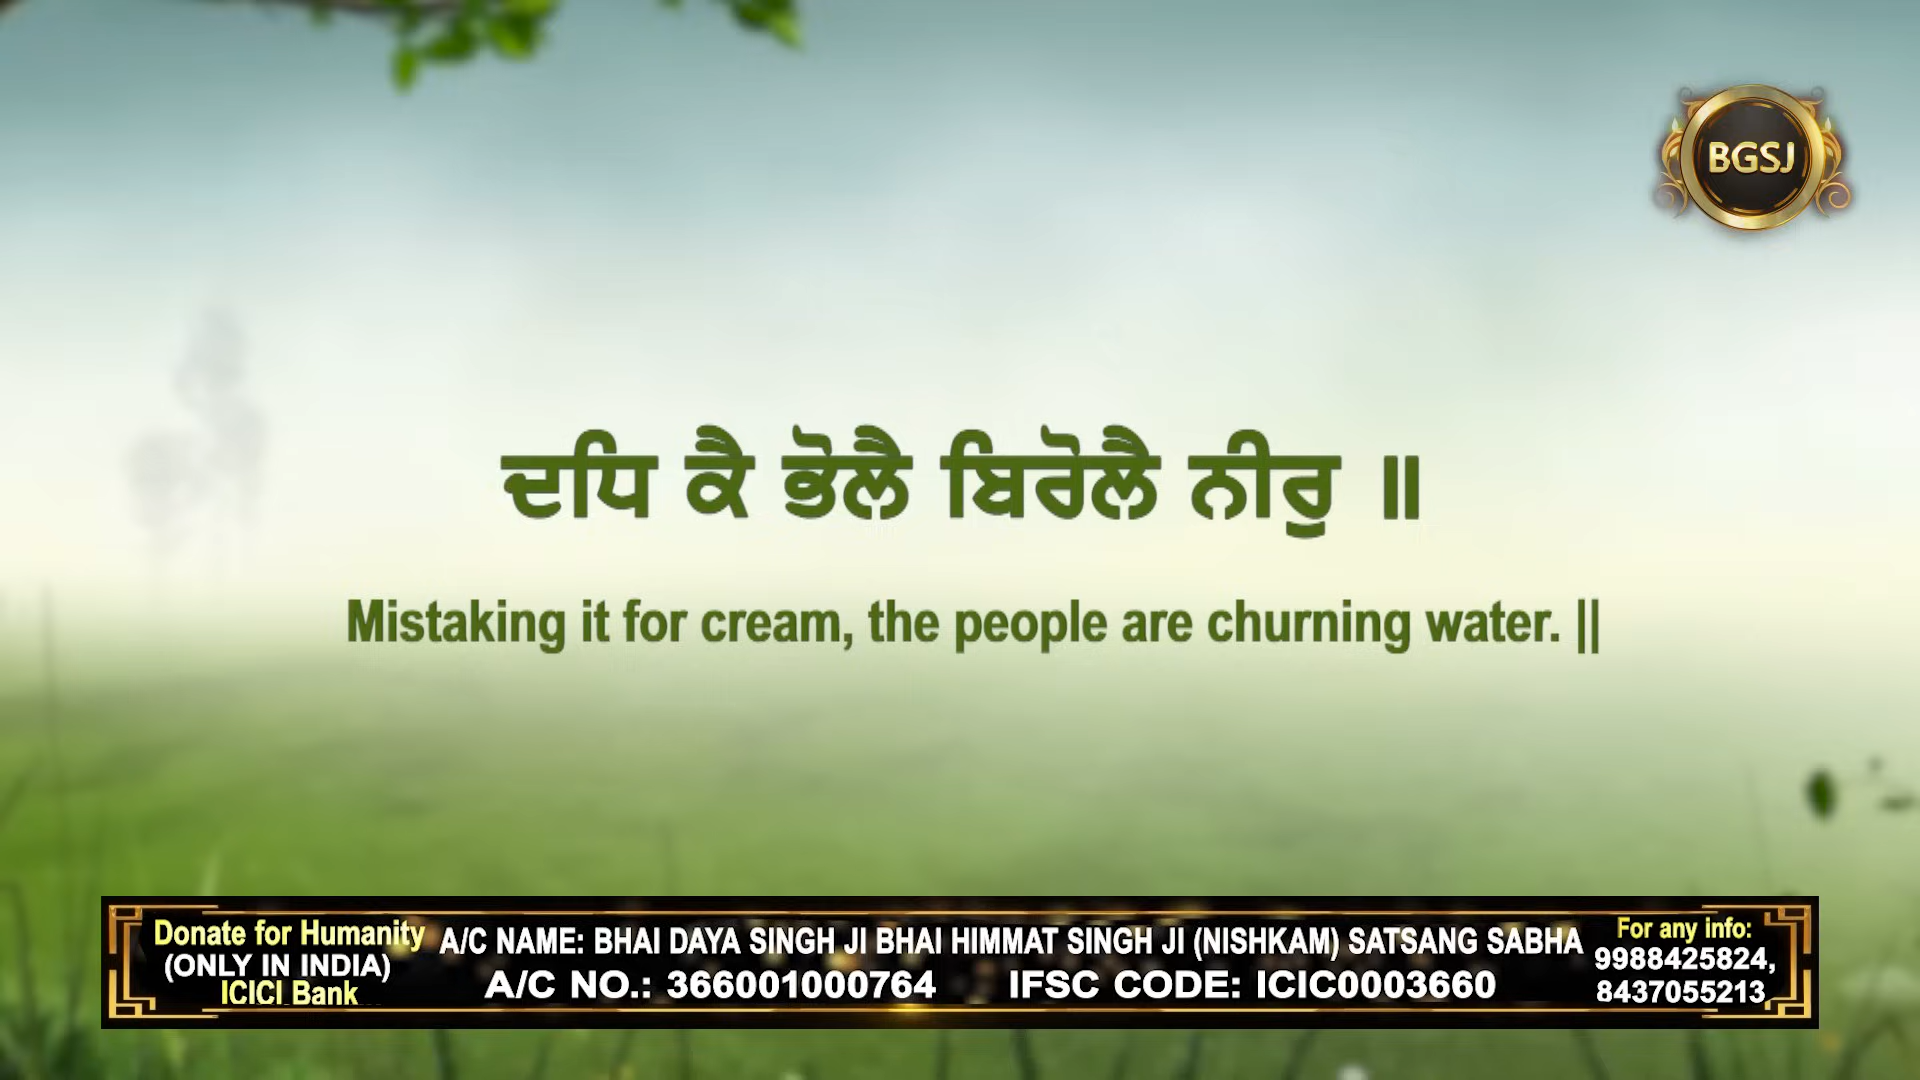 BGSJ
ਦਧਿ ਕੈ ਭੋਲੈ ਬਿਰੋਲੈ ਨੀਰੁ ॥
Mistaking it for cream, the people are churning water. ||
Donate for Humanity
(ONLY IN INDIA)
ICICI Bank
A/C NAME: BHAI DAYA SINGH JI BHAI HIMMAT SINGH JI (NISHKAM) SATSANG SABHA
A/C NO.: 366001000764 IFSC CODE: ICIC0003660
For any info:
9988425824,
8437055213